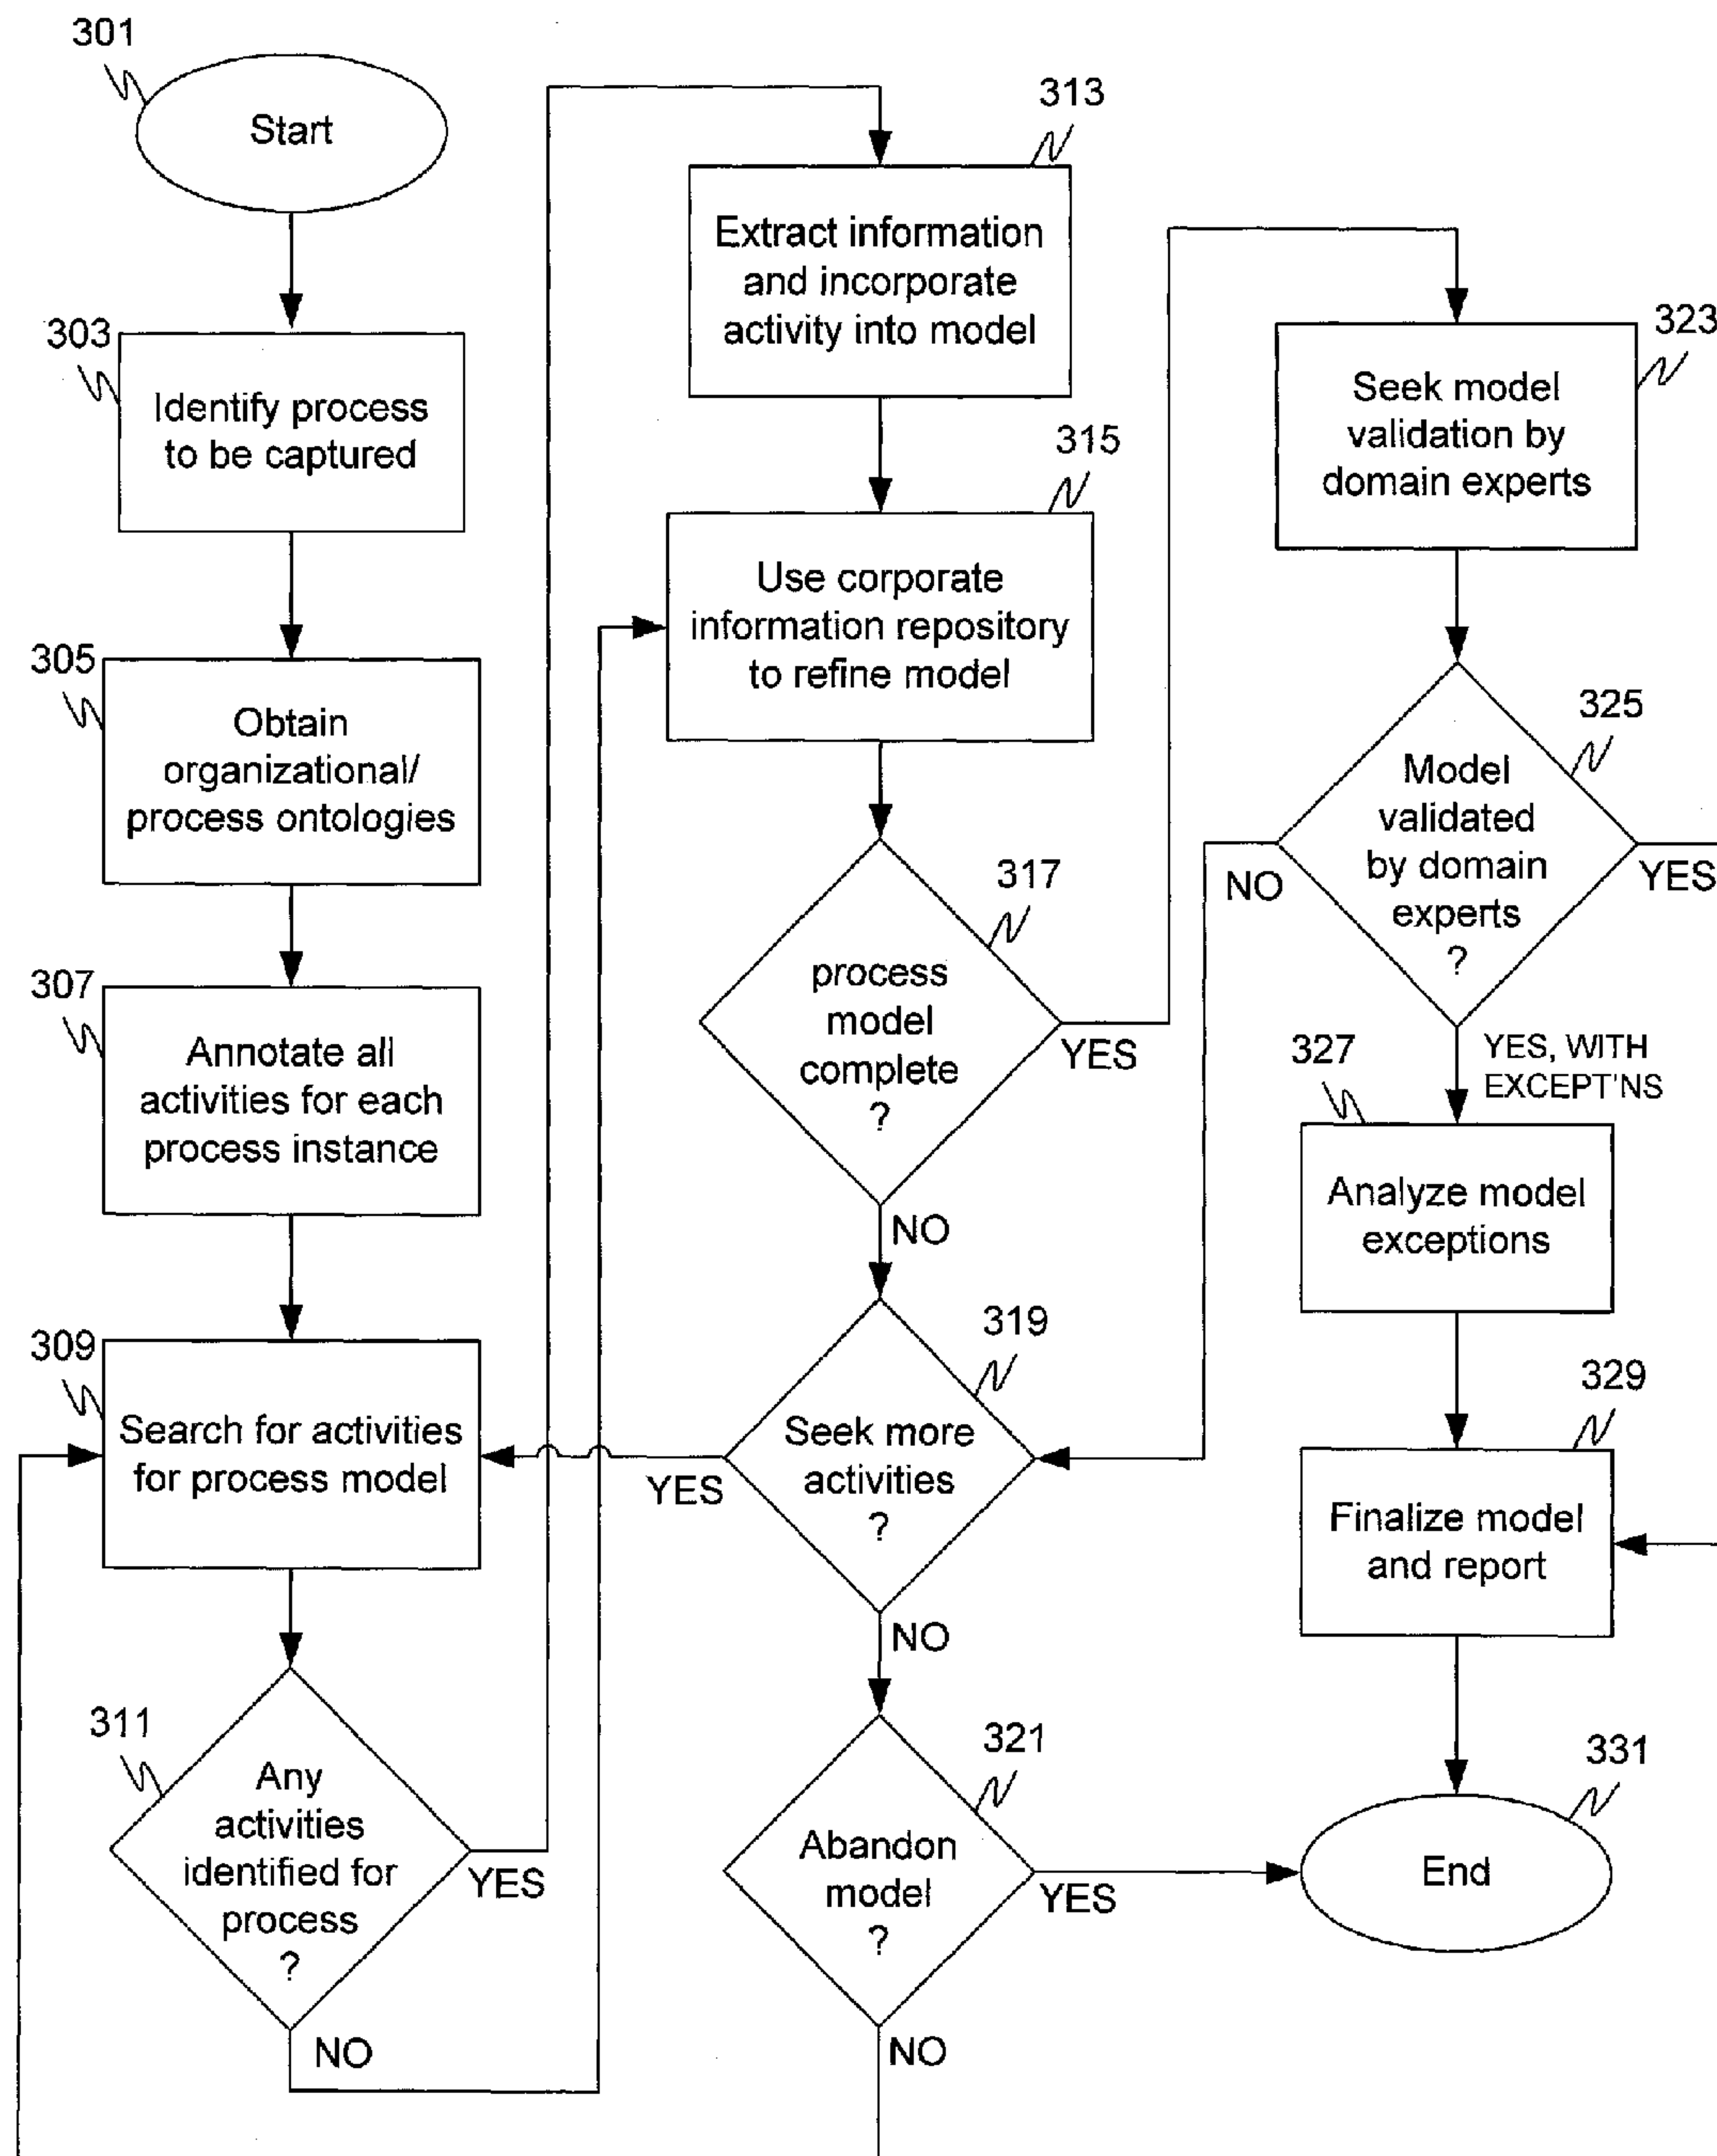 301
Start
303
Identify process
to be captured
305
Obtain
organizational/
process ontologies
307
Annotate all
activities for each
process instance
309
Search for activities
for process model
311
Any
activities
identified for
process
?
YES
NO
313
Extract information
and incorporate
activity into model
315
Use corporate
information repository
to refine model
317
process
model
complete
?
YES
NO
319
Seek more
activities
?
YES
NO
321
Abandon
model
?
YES
NO
323
Seek model
validation by
domain experts
325
Model
validated
by domain
experts
?
NO
YES
YES, WITH
EXCEPT'NS
327
Analyze model
exceptions
329
Finalize model
and report
331
End